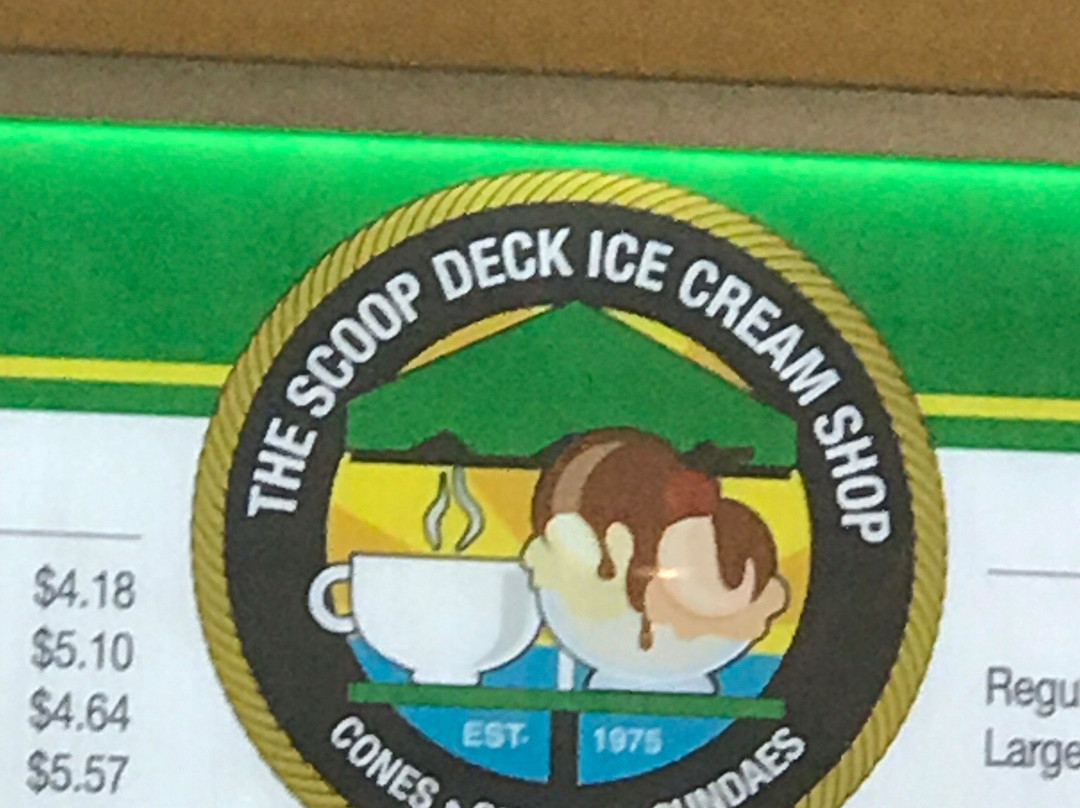 THE SCOOP DECK ICE CREAM SHOP
$4.18
$5.10
$4.64
$5.57
EST. 1975
CONES • SUNDAES
Regu
Large